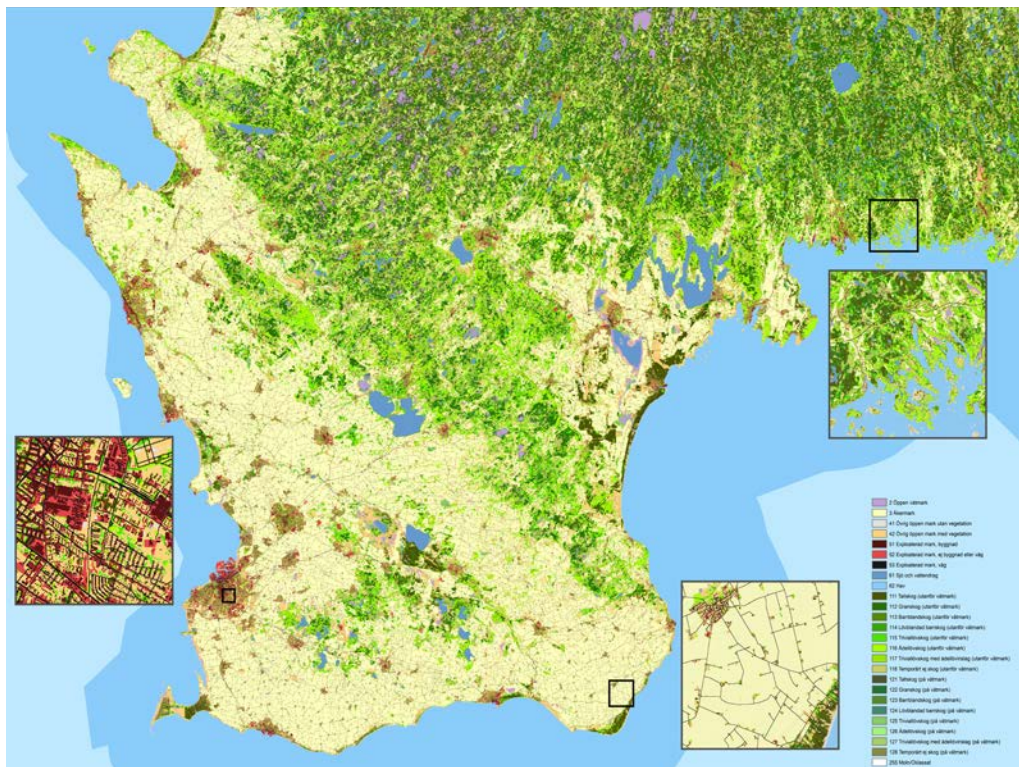 2 Öppen våtmark
3 Åkermark
41 Övrig öppen mark utan vegetation
42 Övrig öppen mark med vegetation
51 Exploaterad mark, byggnad
52 Exploaterad mark, ej byggnad eller väg
53 Exploaterad mark, väg
61 Sjö och vattendrag
62 Hav
111 Tallskog (utanför våtmark)
112 Granskog (utanför våtmark)
113 Barrblandskog (utanför våtmark)
114 Lövblandad barrskog (utanför våtmark)
115 Triviallövskog (utanför våtmark)
116 Ädellövskog (utanför våtmark)
117 Triviallövskog med ädellövinslag (utanför våtmark)
118 Temporärt ej skog (utanför våtmark)
121 Tallskog (på våtmark)
122 Granskog (på våtmark)
123 Barrblandskog (på våtmark)
124 Lövblandad barrskog (på våtmark)
125 Triviallövskog (på våtmark)
126 Ädellövskog (på våtmark)
127 Triviallövskog med ädellövinslag (på våtmark)
128 Temporärt ej skog (på våtmark)
255 Moln/Oklassat